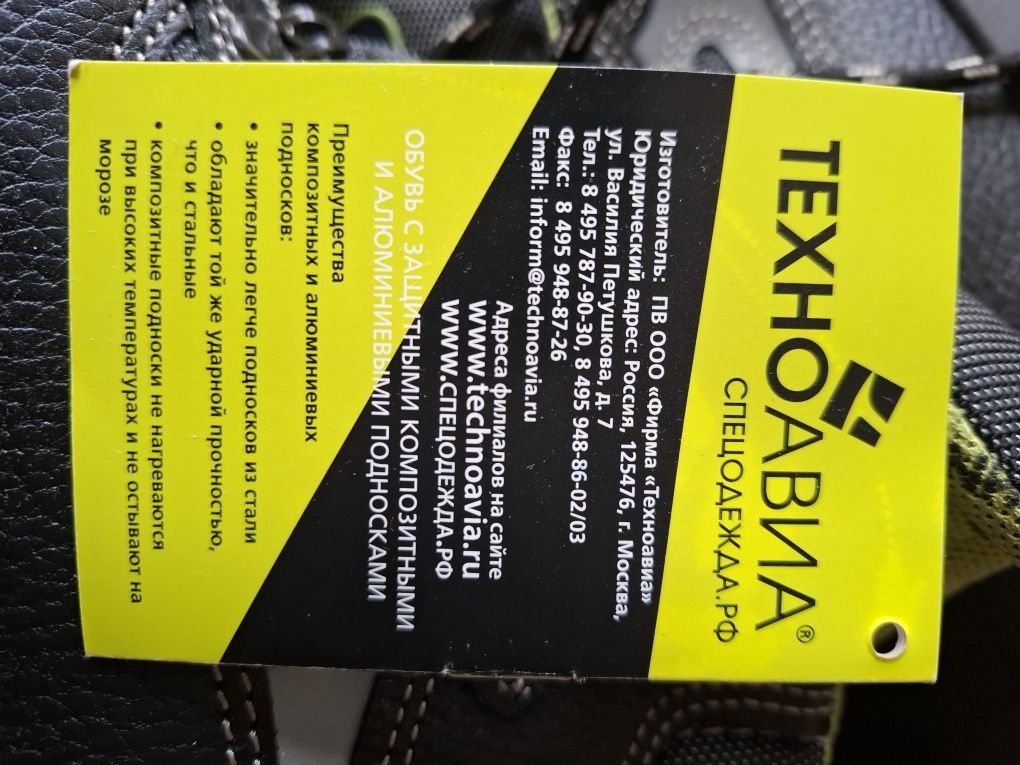 ТЕХНОАВИА®
СПЕЦОДЕЖДА.РФ
Изготовитель: ПВ ООО «Фирма «Техноавиа»
Юридический адрес: Россия, 125476, г. Москва,
ул. Василия Петушкова, д. 7
Тел.: 8 495 787-90-30, 8 495 948-86-02/03
Факс: 8 495 948-87-26
Email: inform@technoavia.ru
Адреса филиалов на сайте
www.technoavia.ru
www.СПЕЦОДЕЖДА.РФ
ОБУВЬ С ЗАЩИТНЫМИ КОМПОЗИТНЫМИ
И АЛЮМИНИЕВЫМИ ПОДНОСКАМИ
Преимущества
композитных и алюминиевых
подносков:
• значительно легче подносков из стали
• обладают той же ударной прочностью,
что и стальные
• композитные подноски не нагреваются
при высоких температурах и не остывают на
морозе